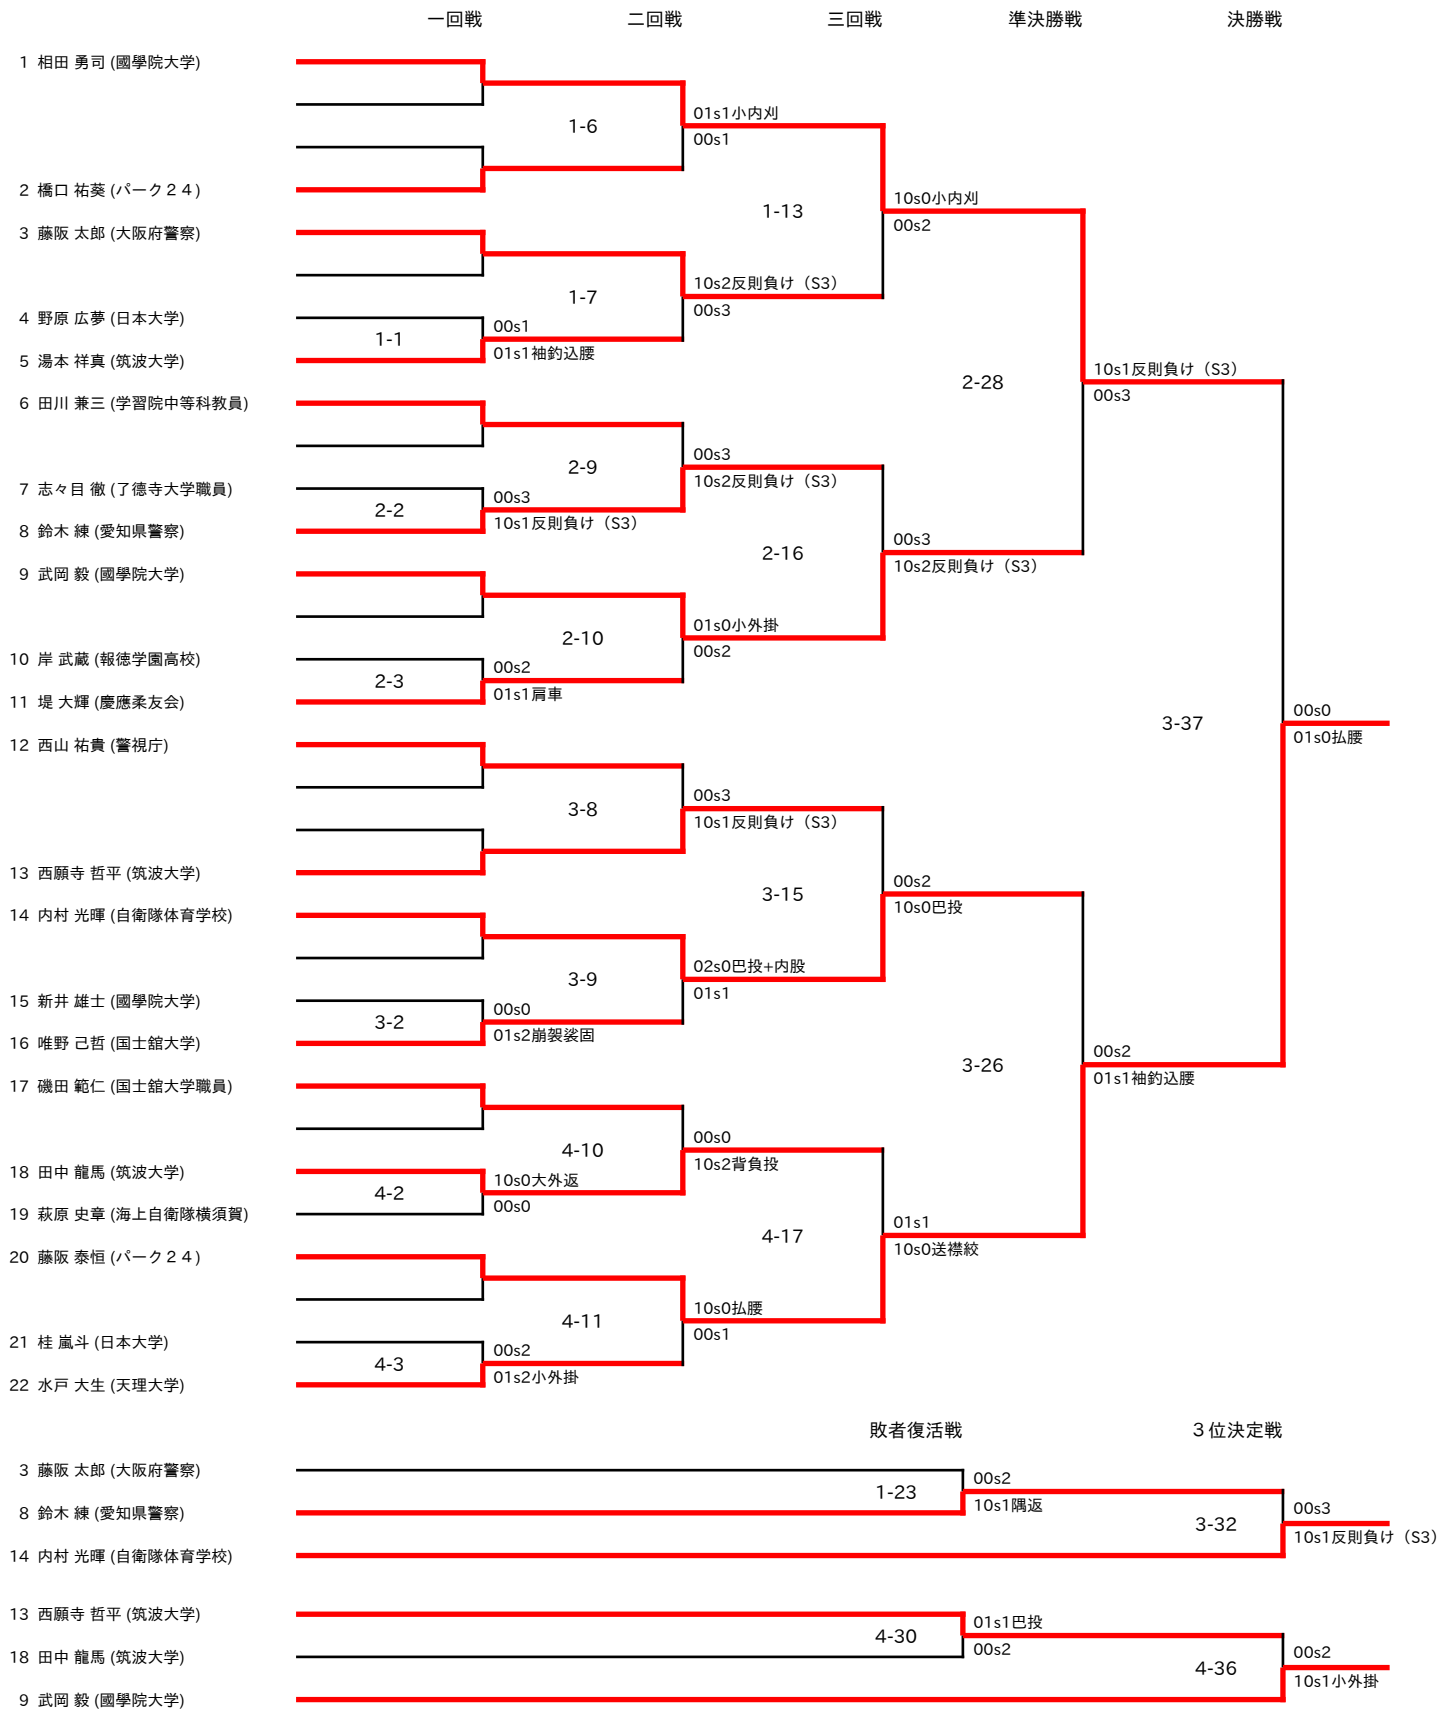 一回戦 二回戦 三回戦 準決勝戦 決勝戦
1 相田 勇司 (國學院大学)
01s1小内刈
1-6
00s1
2 橋口 祐葵 (パーク２４)
10s0小内刈
1-13
00s2
3 藤阪 太郎 (大阪府警察)
10s2反則負け（S3）
1-7
00s3
4 野原 広夢 (日本大学)
00s1
1-1
01s1袖釣込腰
5 湯本 祥真 (筑波大学)
10s1反則負け（S3）
2-28
00s3
6 田川 兼三 (学習院中等科教員)
00s3
2-9
10s2反則負け（S3）
7 志々目 徹 (了德寺大学職員)
00s3
2-2
10s1反則負け（S3）
8 鈴木 練 (愛知県警察)
00s3
2-16
10s2反則負け（S3）
9 武岡 毅 (國學院大学)
01s0小外掛
2-10
00s2
10 岸 武蔵 (報徳学園高校)
00s2
2-3
01s1肩車
11 堤 大輝 (慶應柔友会)
00s0
3-37
01s0払腰
12 西山 祐貴 (警視庁)
00s3
3-8
10s1反則負け（S3）
13 西願寺 哲平 (筑波大学)
00s2
3-15
10s0巴投
14 内村 光暉 (自衛隊体育学校)
02s0巴投+内股
3-9
01s1
15 新井 雄士 (國學院大学)
00s0
3-2
01s2崩袈裟固
16 唯野 己哲 (国士舘大学)
00s2
3-26
01s1袖釣込腰
17 磯田 範仁 (国士舘大学職員)
00s0
4-10
10s2背負投
18 田中 龍馬 (筑波大学)
10s0大外返
4-2
00s0
19 萩原 史章 (海上自衛隊横須賀)
01s1
4-17
10s0送襟絞
20 藤阪 泰恒 (パーク２４)
10s0払腰
4-11
00s1
21 桂 嵐斗 (日本大学)
00s2
4-3
01s2小外掛
22 水戸 大生 (天理大学)
敗者復活戦 ３位決定戦
3 藤阪 太郎 (大阪府警察)
00s2
1-23
10s1隅返
8 鈴木 練 (愛知県警察)
00s3
3-32
10s1反則負け（S3）
14 内村 光暉 (自衛隊体育学校)
13 西願寺 哲平 (筑波大学)
01s1巴投
4-30
00s2
18 田中 龍馬 (筑波大学)
00s2
4-36
10s1小外掛
9 武岡 毅 (國學院大学)